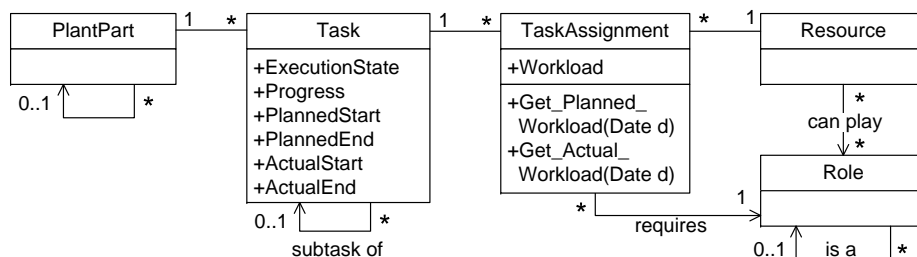 PlantPart 1 * Task 1 * TaskAssignment * 1 Resource
+ExecutionState
+Progress
+PlannedStart
+PlannedEnd
+ActualStart
+ActualEnd
+Workload
+Get_Planned_
Workload(Date d)
+Get_Actual_
Workload(Date d)
0..1 *
0..1 *
subtask of
*
can play
*
Role
* requires 1
0..1 is a *